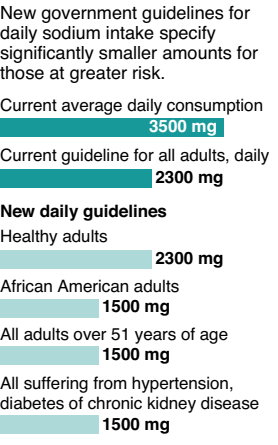 New government guidelines for
daily sodium intake specify
significantly smaller amounts for
those at greater risk.
Current average daily consumption
3500 mg
Current guideline for all adults, daily
2300 mg
New daily guidelines
Healthy adults
2300 mg
African American adults
1500 mg
All adults over 51 years of age
1500 mg
All suffering from hypertension,
diabetes of chronic kidney disease
1500 mg